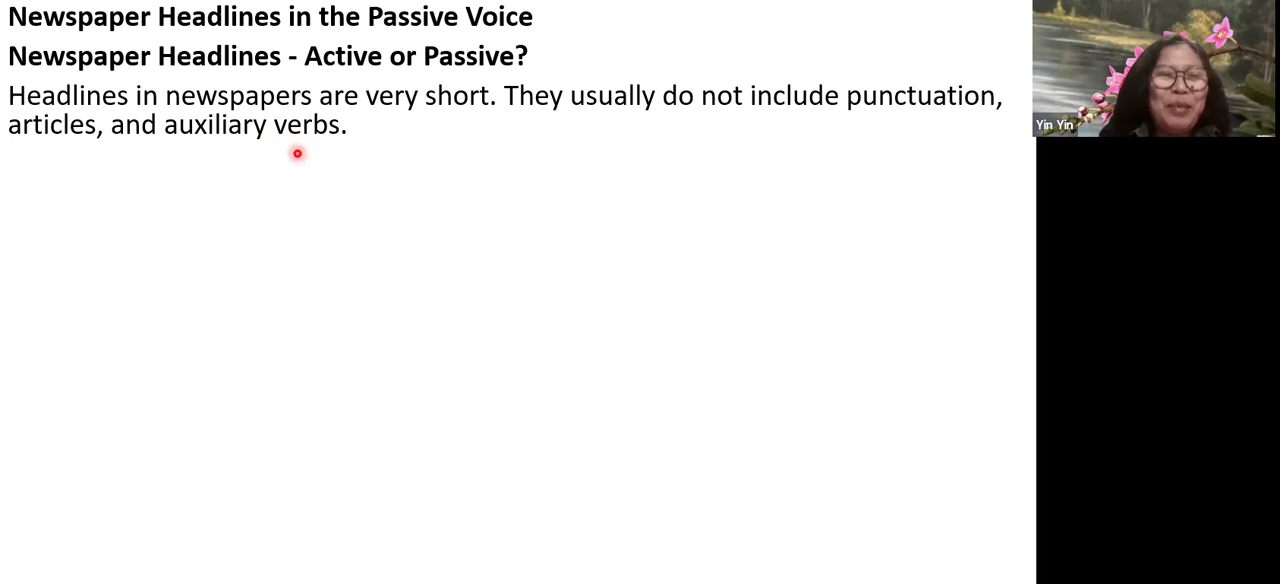 Newspaper Headlines in the Passive Voice
Newspaper Headlines - Active or Passive?
Headlines in newspapers are very short. They usually do not include punctuation,
articles, and auxiliary verbs.
Yin Yin